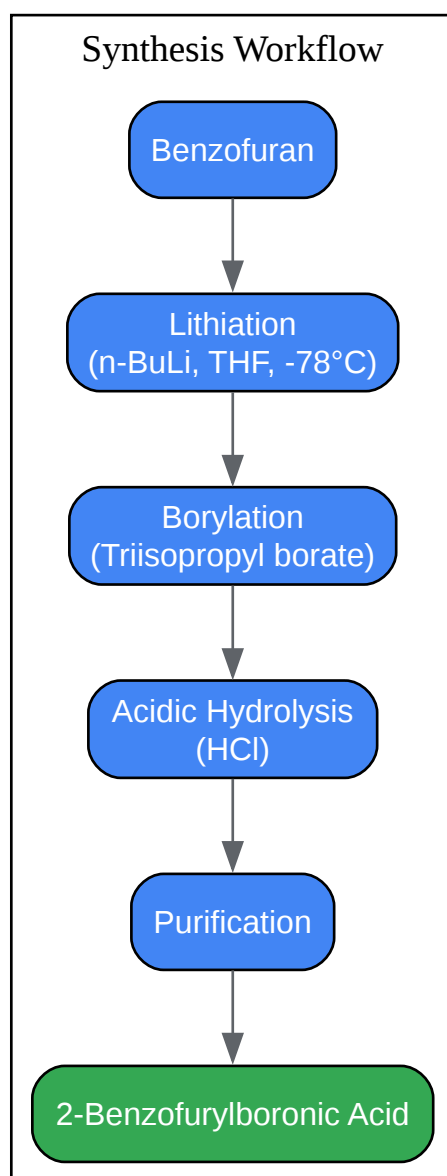 Synthesis Workflow
Benzofuran
Lithiation
(n-BuLi, THF, -78°C)
Borylation
(Triisopropyl borate)
Acidic Hydrolysis
(HCl)
Purification
2-Benzofurylboronic Acid